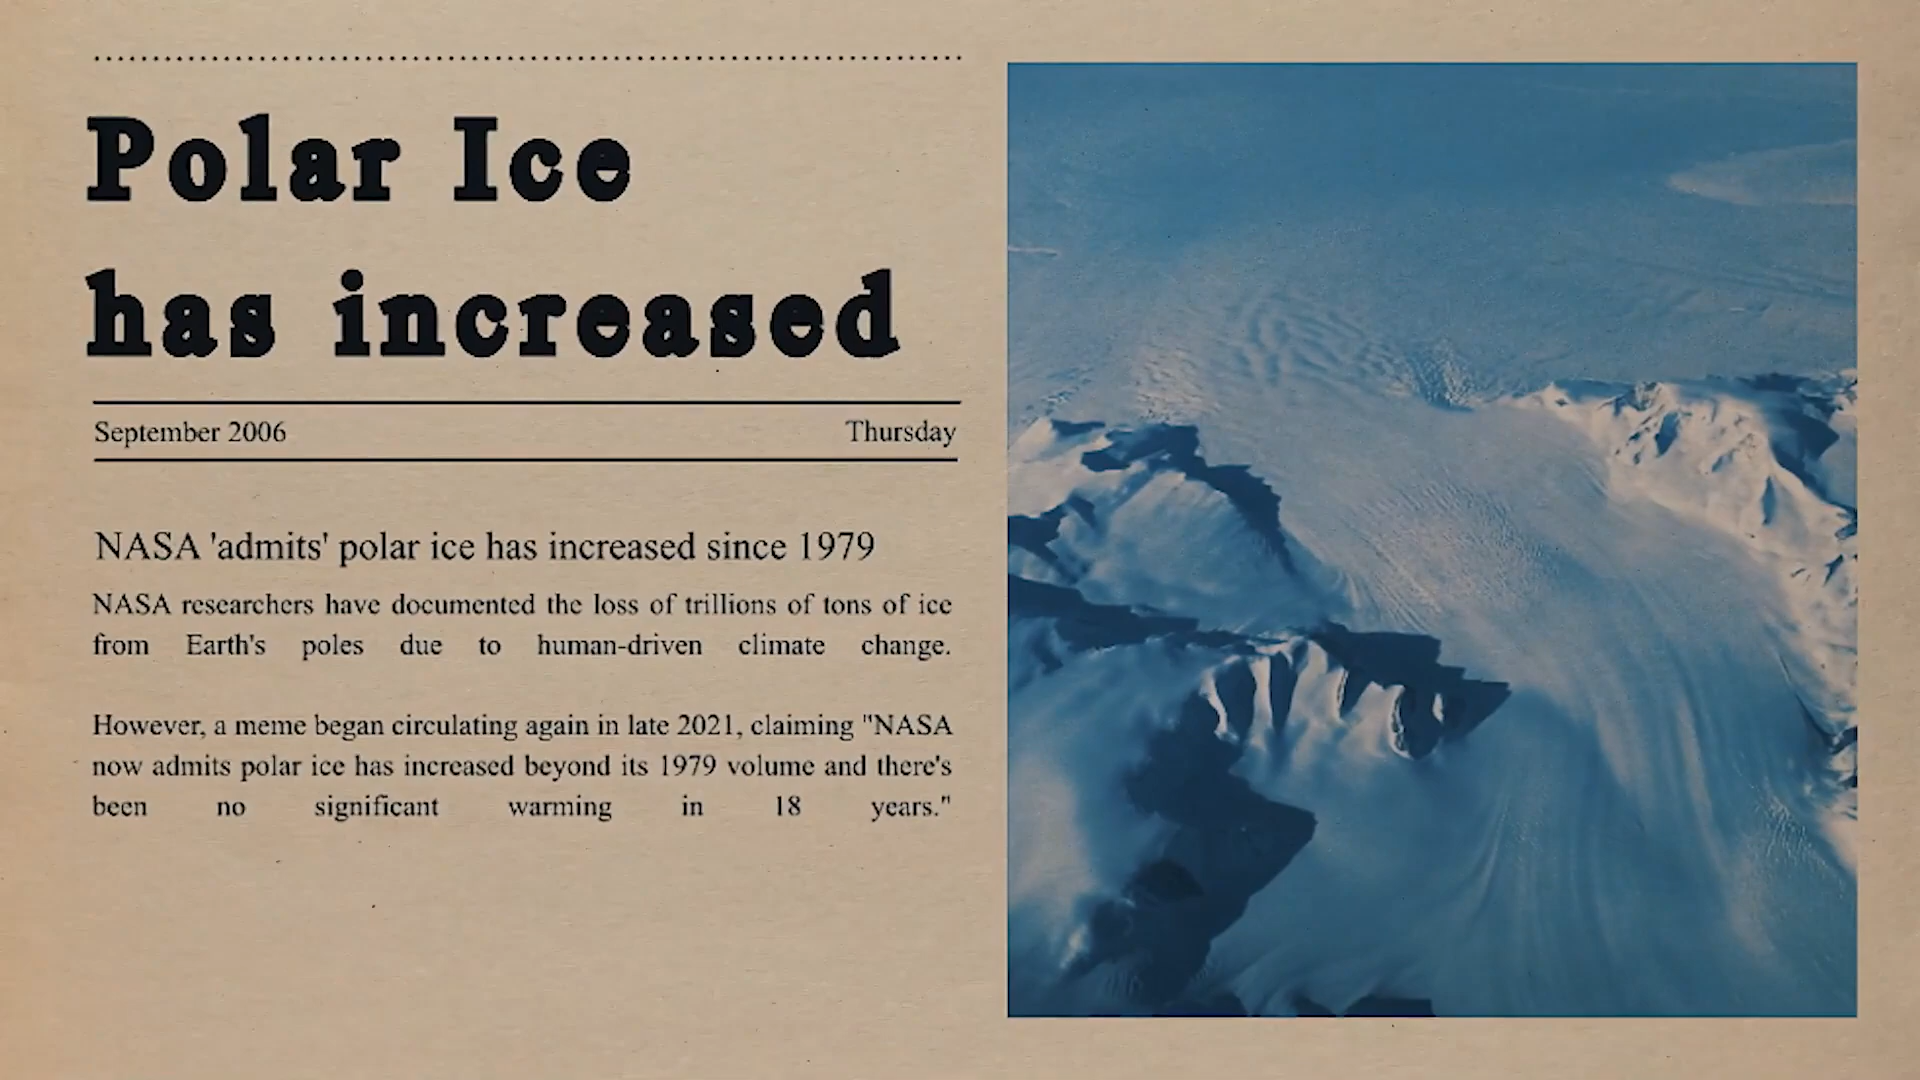 Polar Ice
has increased
September 2006
Thursday
NASA 'admits' polar ice has increased since 1979
NASA researchers have documented the loss of trillions of tons of ice
from Earth's poles due to human-driven climate change.
However, a meme began circulating again in late 2021, claiming "NASA
now admits polar ice has increased beyond its 1979 volume and there's
been no significant warming in 18 years."